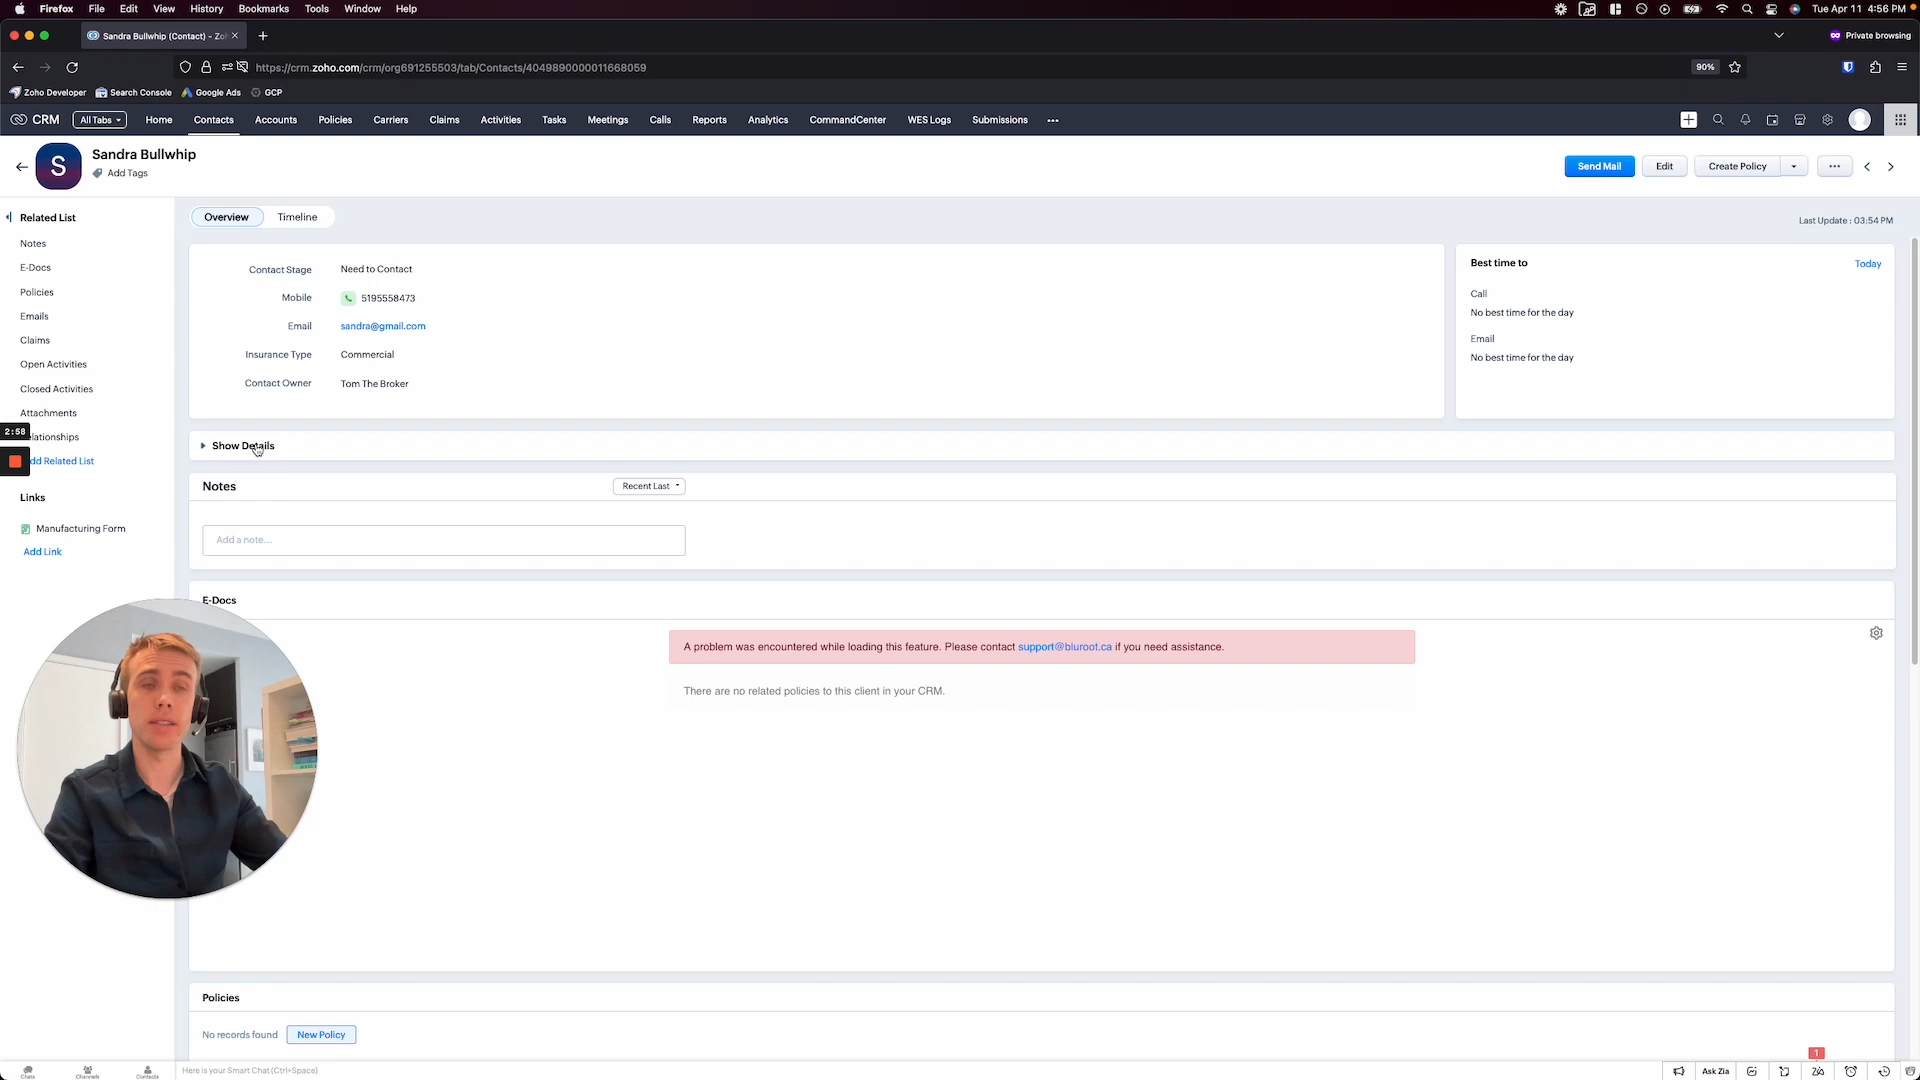 Firefox File Edit View History Bookmarks Tools Window Help Tue Apr 11 4:56 PM
Sandra Bullwhip (Contact) - Zoh Private browsing
https://crm.zoho.com/crm/org691255503/tab/Contacts/4049890000011668059 90%
Zoho Developer Search Console Google Ads GCP
CRM All Tabs Home Contacts Accounts Policies Carriers Claims Activities Tasks Meetings Calls Reports Analytics CommandCenter WES Logs Submissions
S Sandra Bullwhip
Add Tags
Send Mail Edit Create Policy
Related List
Notes
E-Docs
Policies
Emails
Claims
Open Activities
Closed Activities
Attachments
elationships
dd Related List
2:58
Links
Manufacturing Form
Add Link
Overview Timeline
Last Update : 03:54 PM
Contact Stage Need to Contact
Mobile 5195558473
Email sandra@gmail.com
Insurance Type Commercial
Contact Owner Tom The Broker
Best time to Today
Call
No best time for the day
Email
No best time for the day
Show Details
Notes Recent Last
Add a note...
E-Docs
A problem was encountered while loading this feature. Please contact support@bluroot.ca if you need assistance.
There are no related policies to this client in your CRM.
Policies
No records found New Policy
Chats Channels Contacts Here is your Smart Chat (Ctrl+Space)
1
Ask Zia